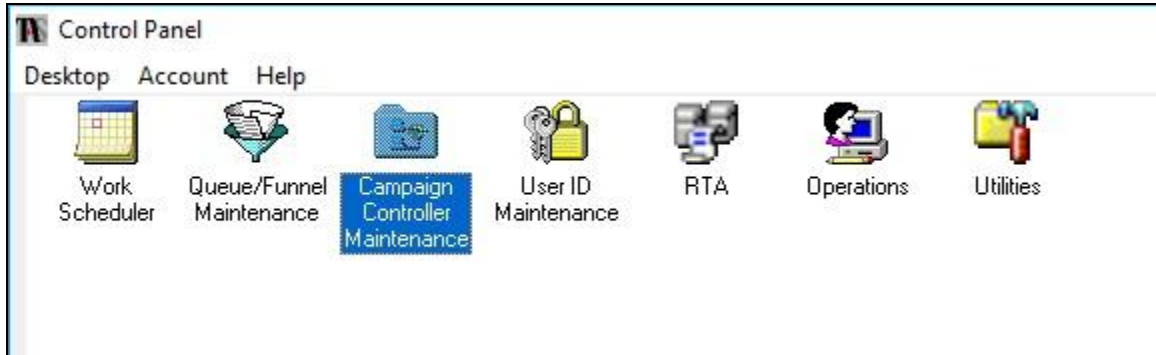 Control Panel
Desktop Account Help
Work
Scheduler
Queue/Funnel
Maintenance
Campaign
Controller
Maintenance
User ID
Maintenance
RTA
Operations
Utilities